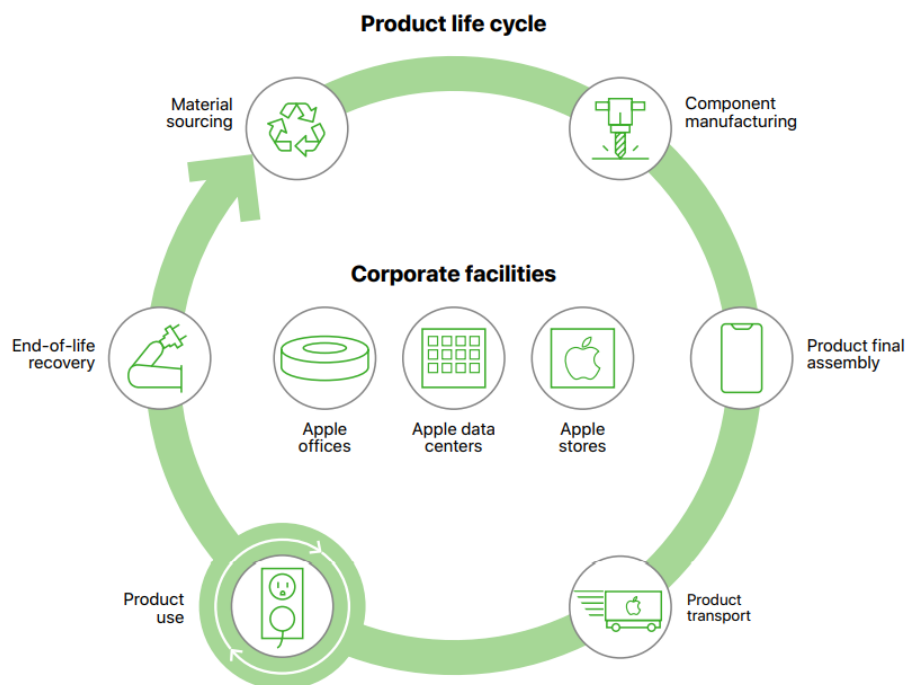 Product life cycle
Material
sourcing
Component
manufacturing
Corporate facilities
End-of-life
recovery
Product final
assembly
Apple
offices
Apple data
centers
Apple
stores
Product
use
Product
transport